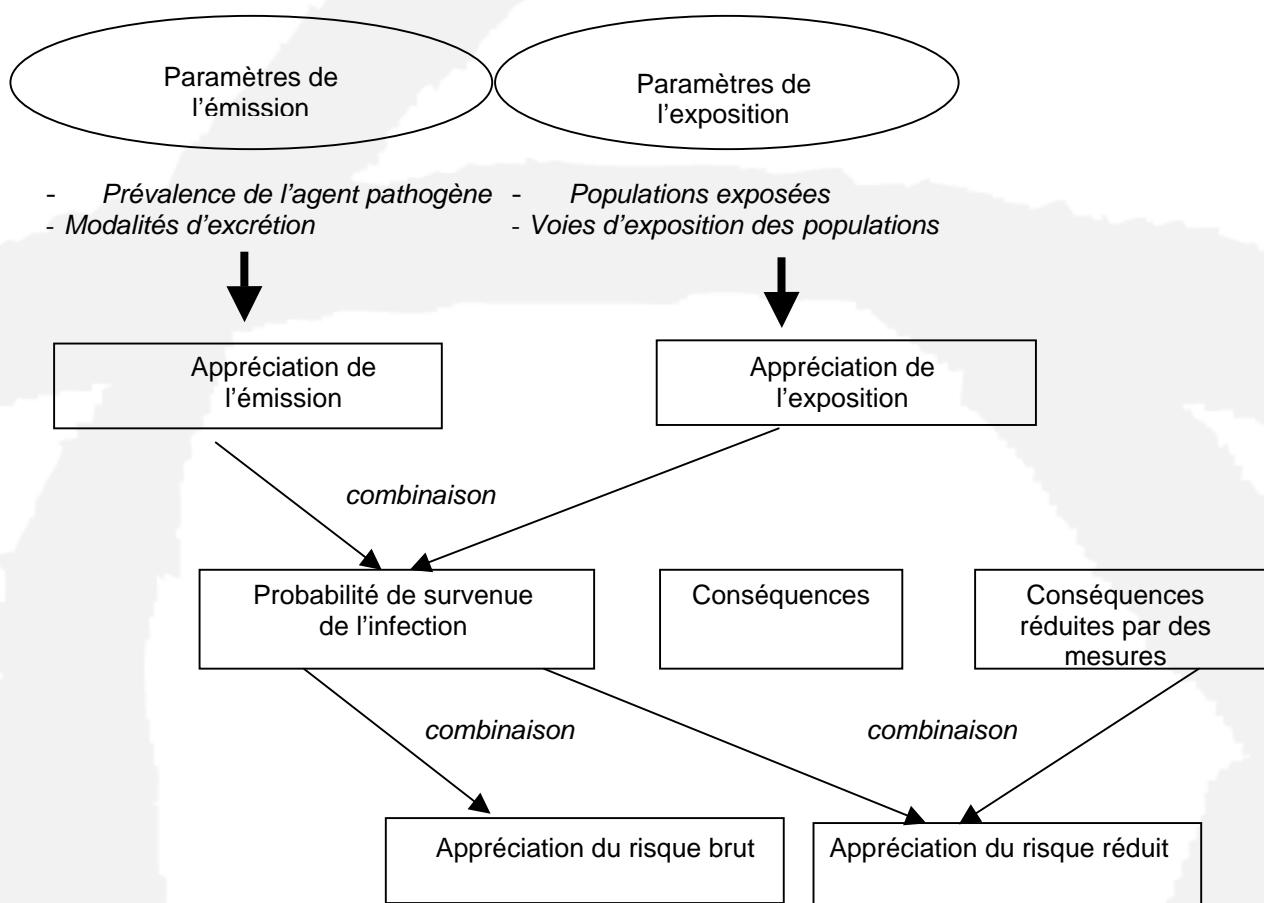 Paramètres de
l’émission
Paramètres de
l’exposition
- Prévalence de l’agent pathogène
- Modalités d’excrétion
- Populations exposées
- Voies d’exposition des populations
Appréciation de
l’émission
Appréciation de
l’exposition
combinaison
Probabilité de survenue
de l’infection
Conséquences
Conséquences
réduites par des
mesures
combinaison
combinaison
Appréciation du risque brut
Appréciation du risque réduit